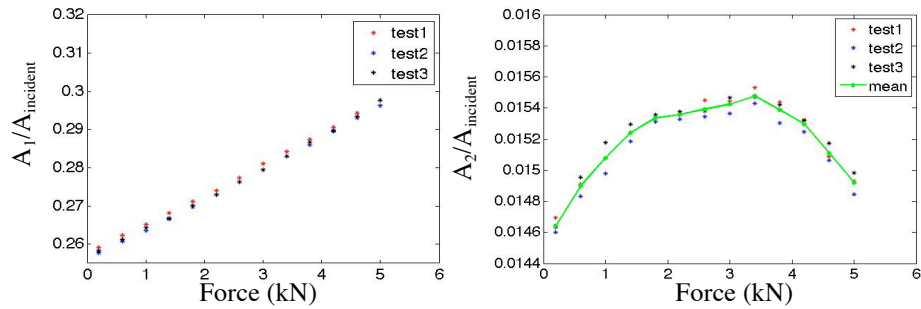 0.32
0.31
0.3
0.29
0.28
0.27
0.26
A1/Aincident
0 1 2 3 4 5 6
Force (kN)
test1
test2
test3
0.016
0.0158
0.0156
0.0154
0.0152
0.015
0.0148
0.0146
0.0144
A2/Aincident
0 1 2 3 4 5 6
Force (kN)
test1
test2
test3
mean